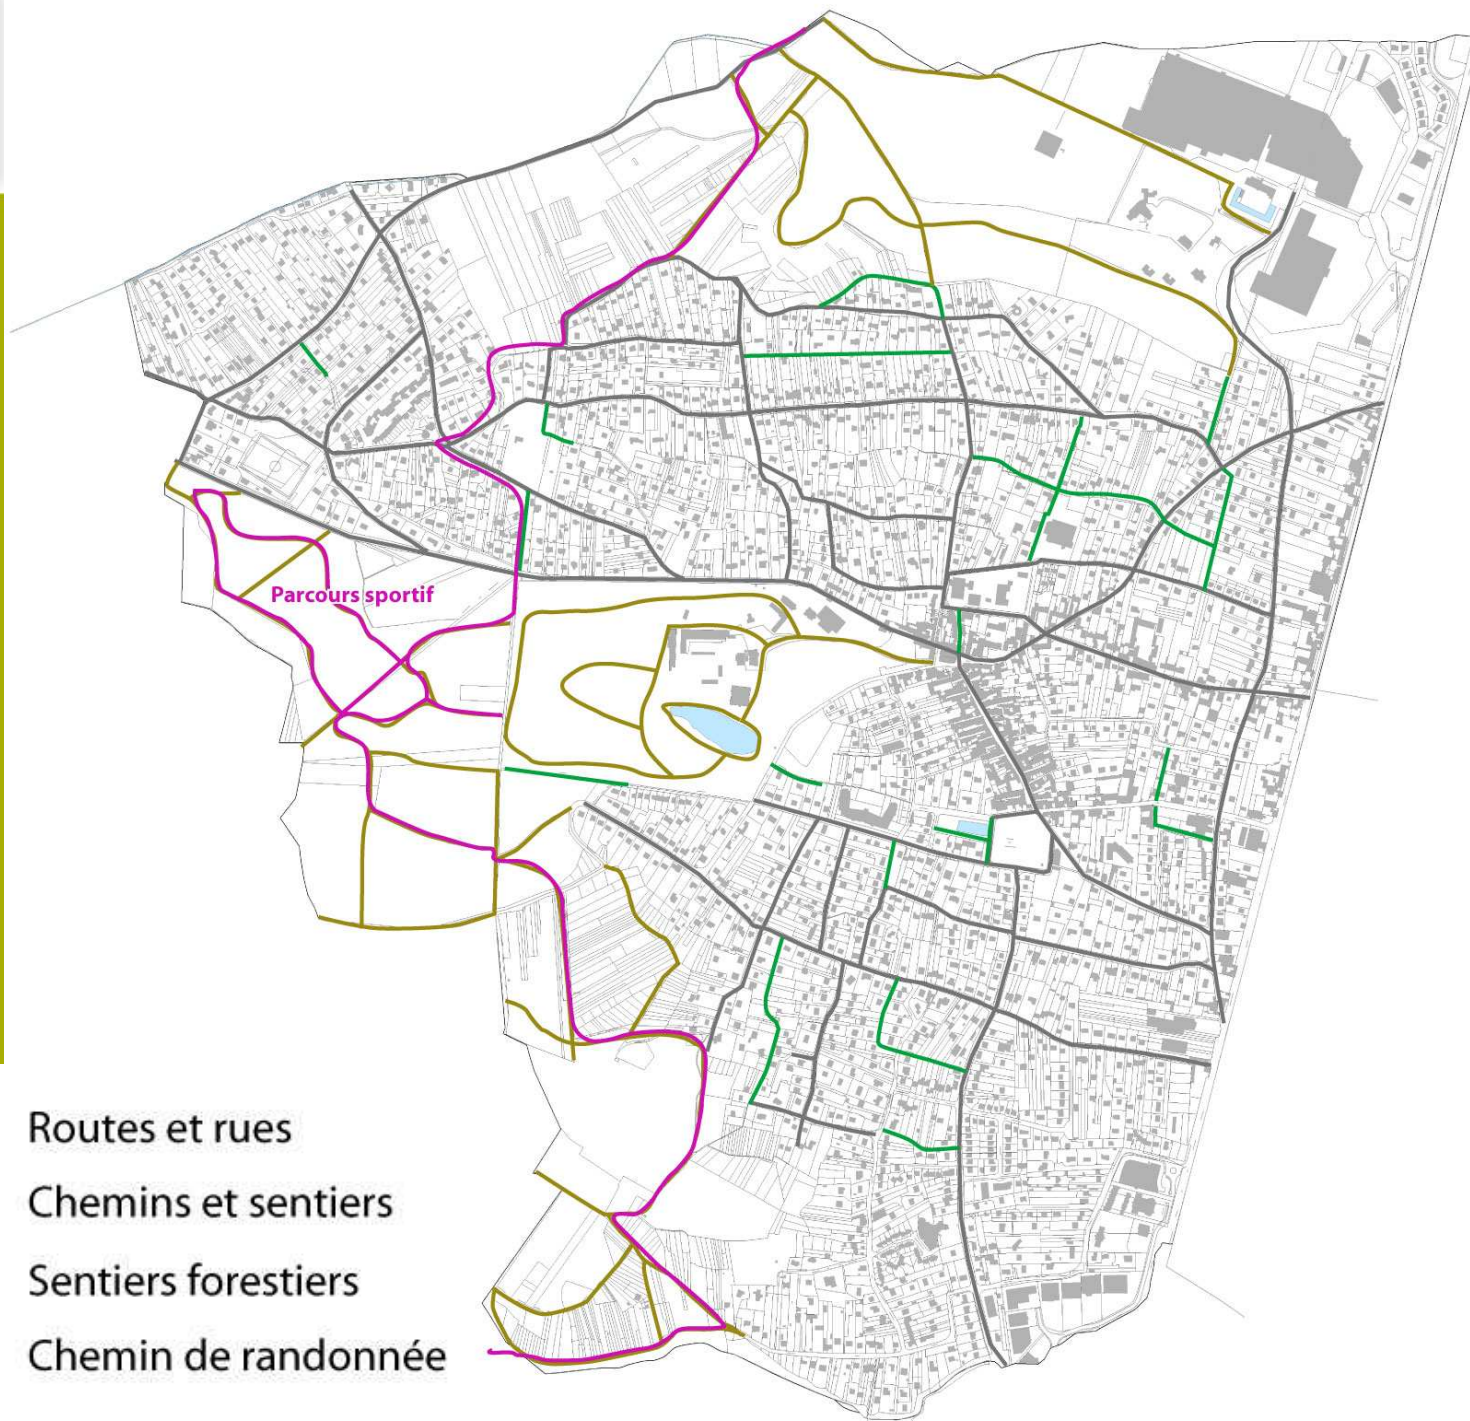 Parcours sportif
Routes et rues
Chemins et sentiers
Sentiers forestiers
Chemin de randonnée